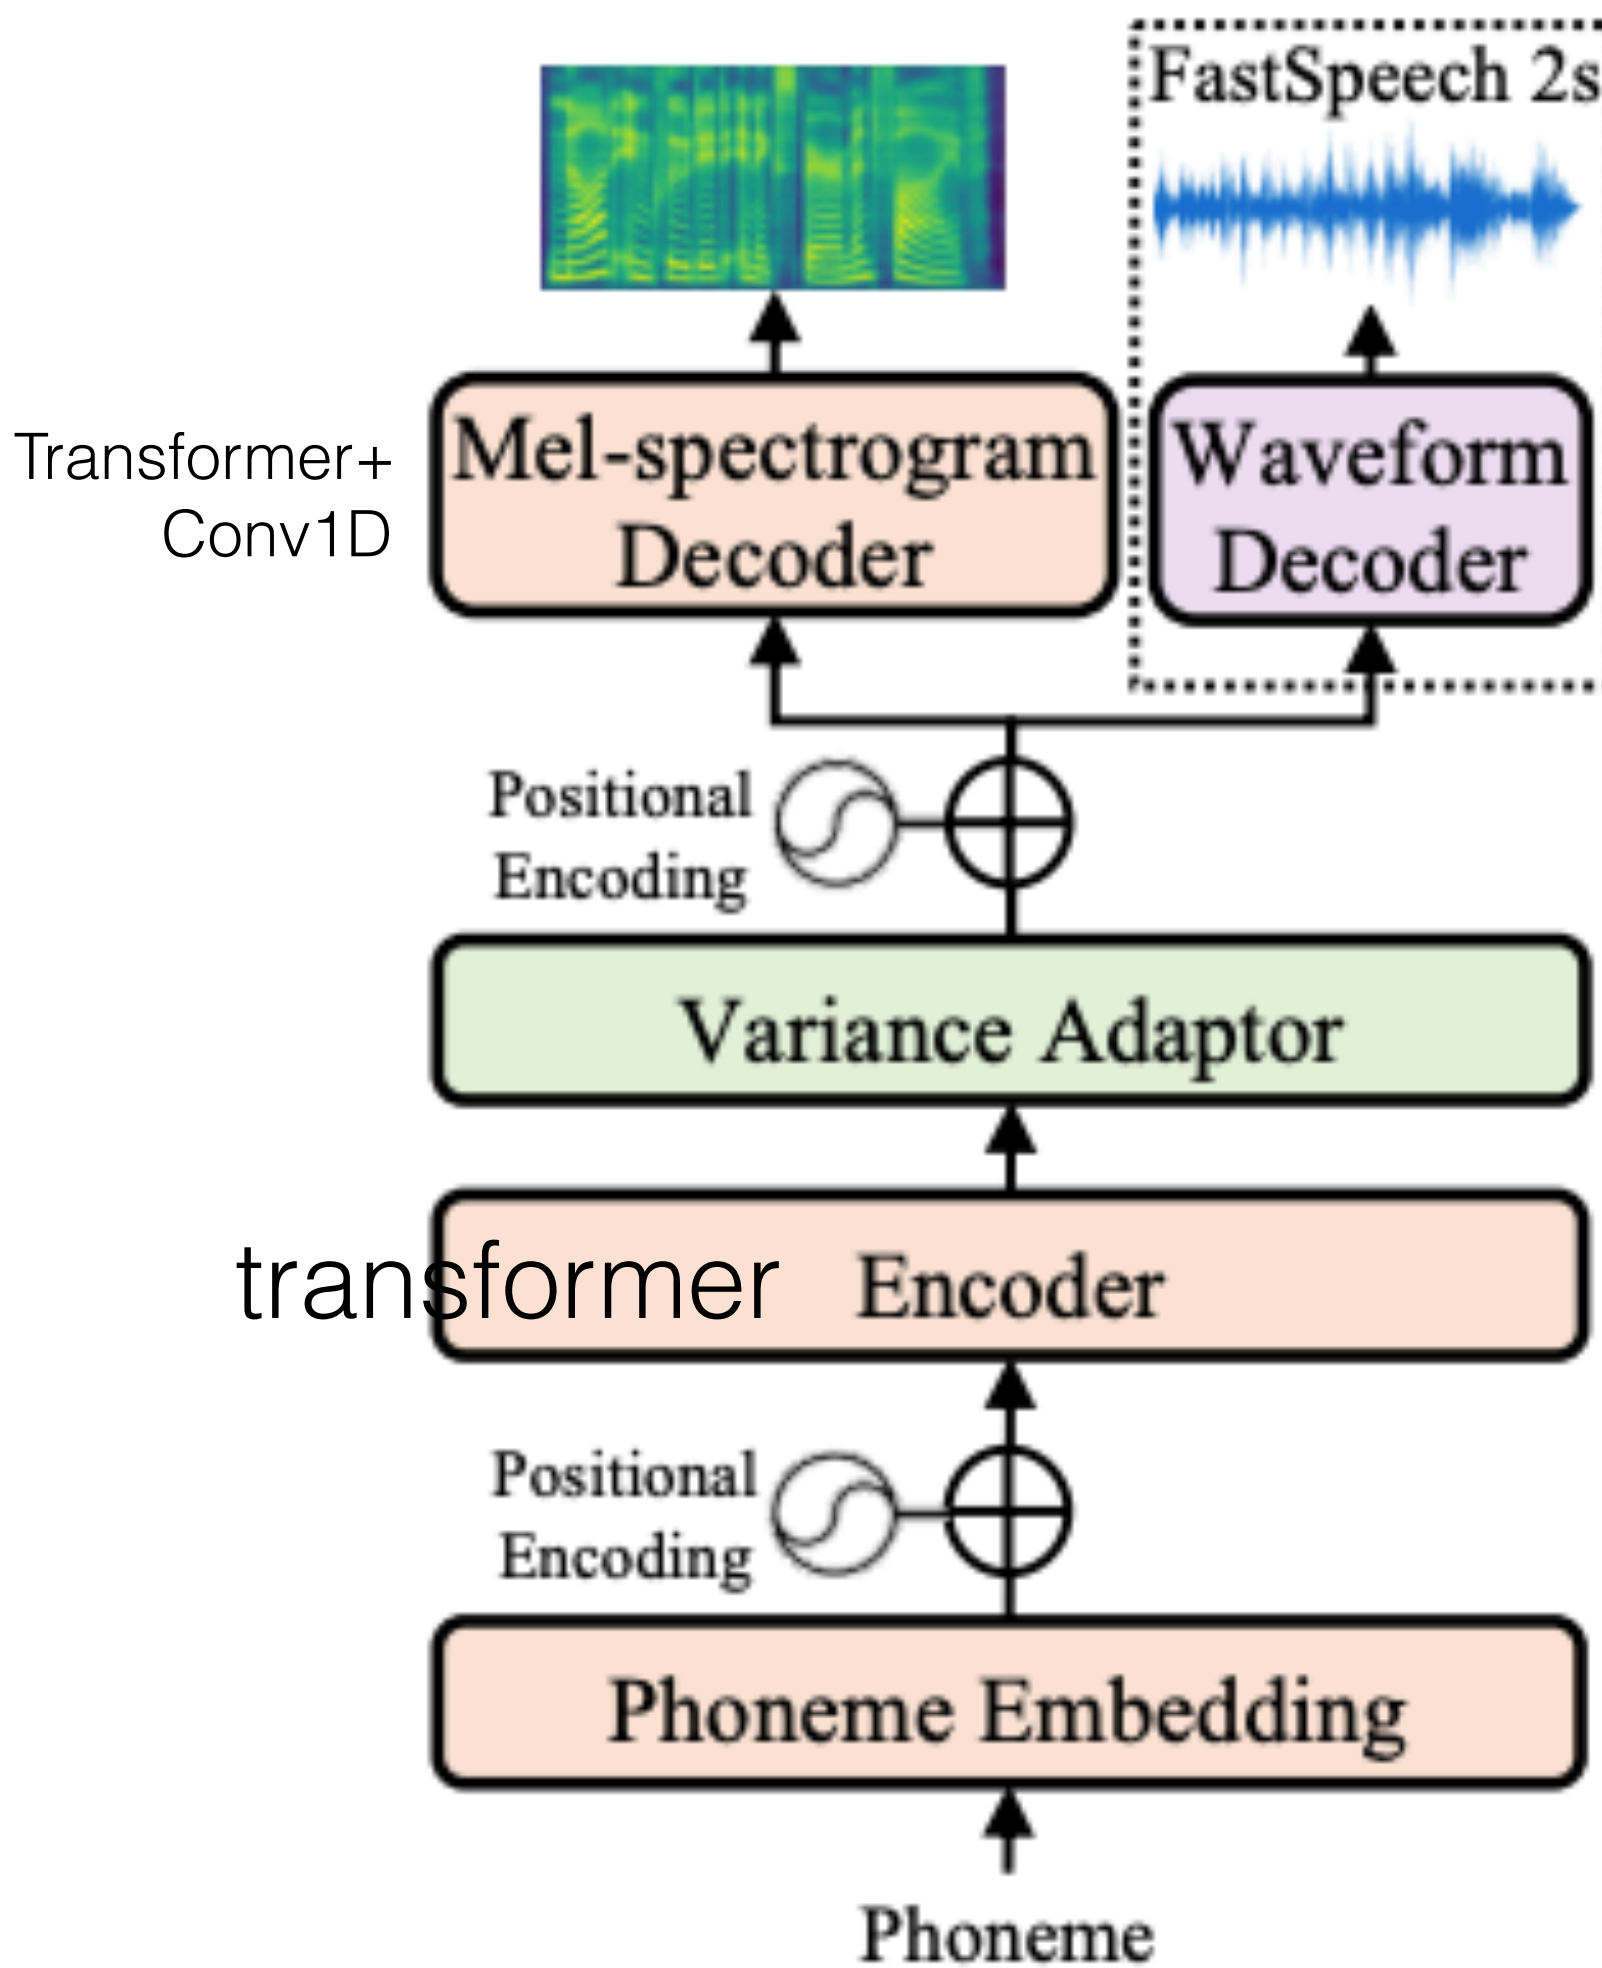 FastSpeech 2s
Transformer+
Conv1D
Mel-spectrogram
Decoder
Waveform
Decoder
Positional
Encoding
Variance Adaptor
transformer Encoder
Positional
Encoding
Phoneme Embedding
Phoneme